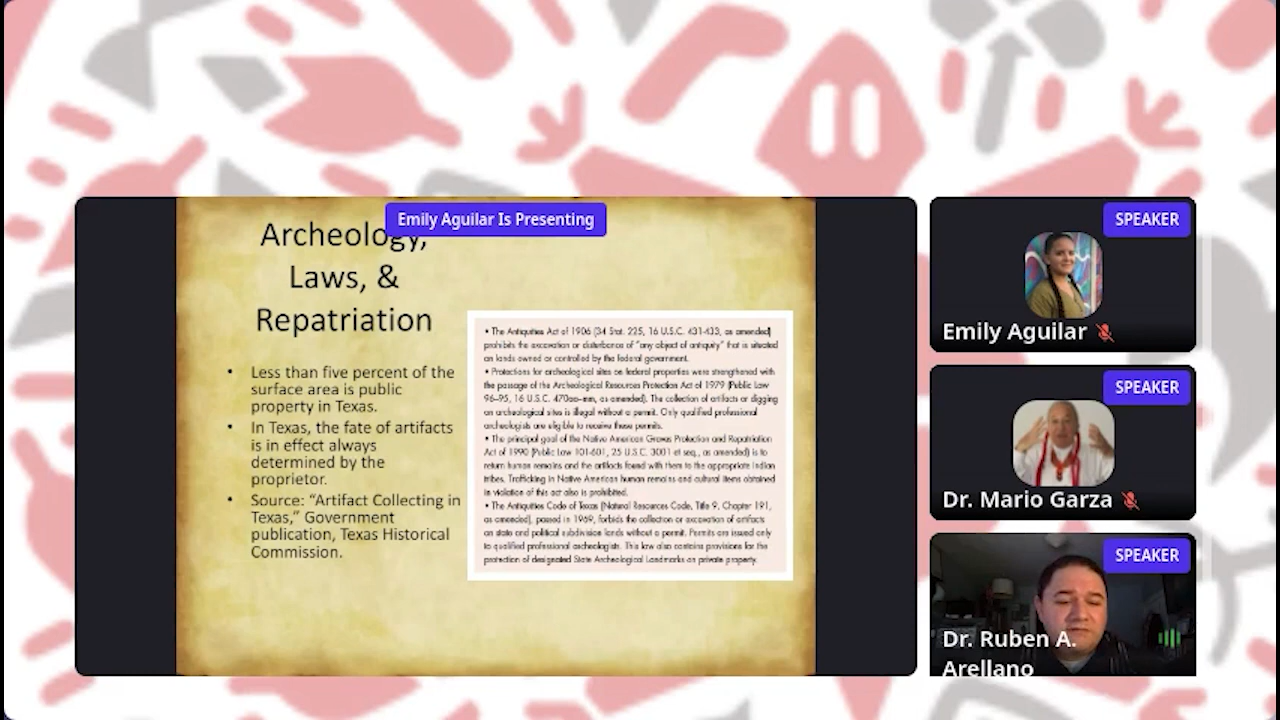 Emily Aguilar Is Presenting
Archeology,
Laws, &
Repatriation
• Less than five percent of the
surface area is public
property in Texas.
• In Texas, the fate of artifacts
is in effect always
determined by the
proprietor.
• Source: “Artifact Collecting in
Texas,” Government
publication, Texas Historical
Commission.
• The Antiquities Act of 1906 (34 Stat. 225, 16 U.S.C. 431-433, as amended)
prohibits the excavation or disturbance of "any object of antiquity" that is situated
on lands owned or controlled by the federal government.
• Protections for archeological sites on federal properties were strengthened with
the passage of the Archeological Resources Protection Act of 1979 (Public Law
96–95, 16 U.S.C. 470aa–mm, as amended). The collection of artifacts or digging
on archeological sites is illegal without a permit. Only qualified professional
archeologists are eligible to receive these permits.
• The principal goal of the Native American Graves Protection and Repatriation
Act of 1990 (Public Law 101-601, 25 U.S.C. 3001 et seq., as amended) is to
return human remains and the artifacts found with them to the appropriate Indian
tribes. Trafficking in Native American human remains and cultural items obtained
in violation of this act also is prohibited.
• The Antiquities Code of Texas (Natural Resources Code, Title 9, Chapter 191,
as amended), passed in 1969, forbids the collection or excavation of artifacts
on state and political subdivision lands without a permit. Permits are issued only
to qualified professional archeologists. This law also contains provisions for the
protection of designated State Archeological Landmarks on private property.
SPEAKER
Emily Aguilar
SPEAKER
Dr. Mario Garza
SPEAKER
Dr. Ruben A.
Arellano